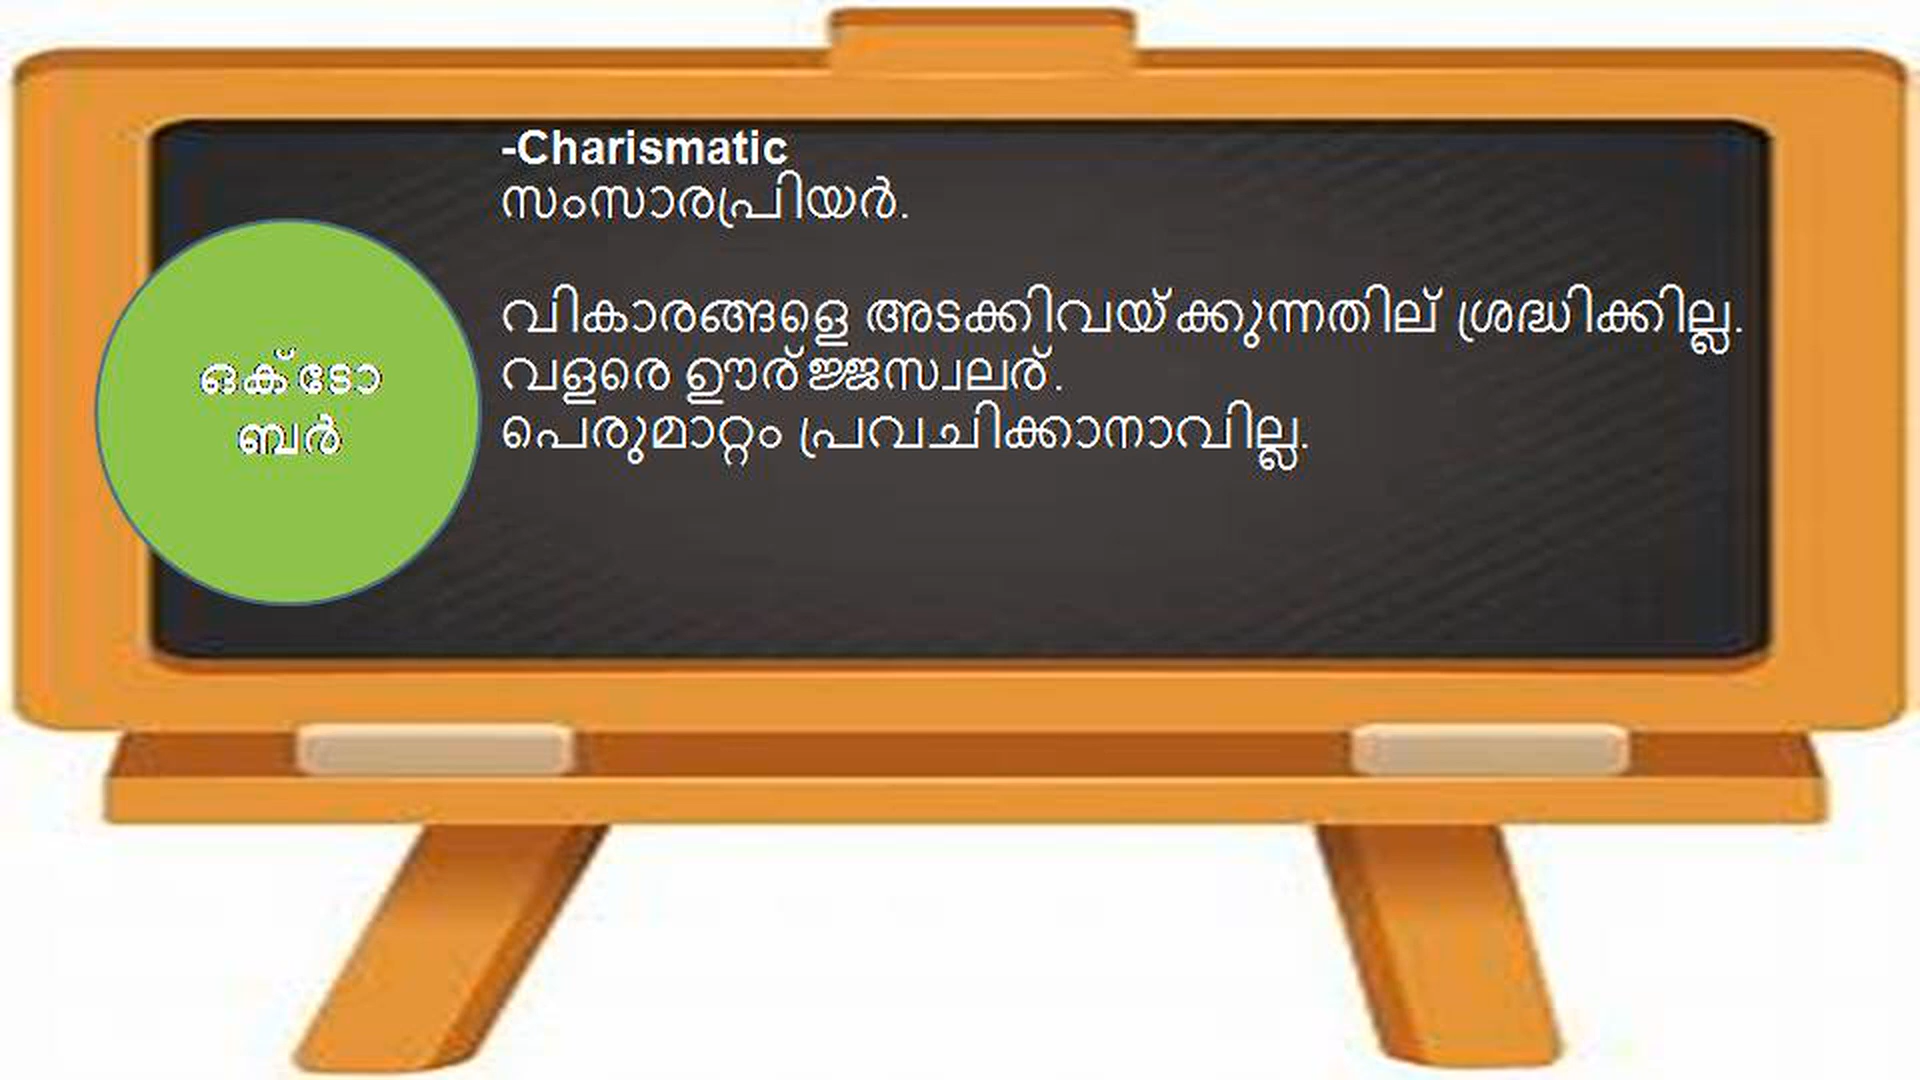 ഒക്ടോ
ബർ
-Charismatic
സംസാരപ്രിയർ.
വികാരങ്ങളെ അടക്കിവയ്ക്കുന്നതില് ശ്രദ്ധിക്കില്ല.
വളരെ ഊര്ജ്ജസ്വലര്.
പെരുമാറ്റം പ്രവചിക്കാനാവില്ല.